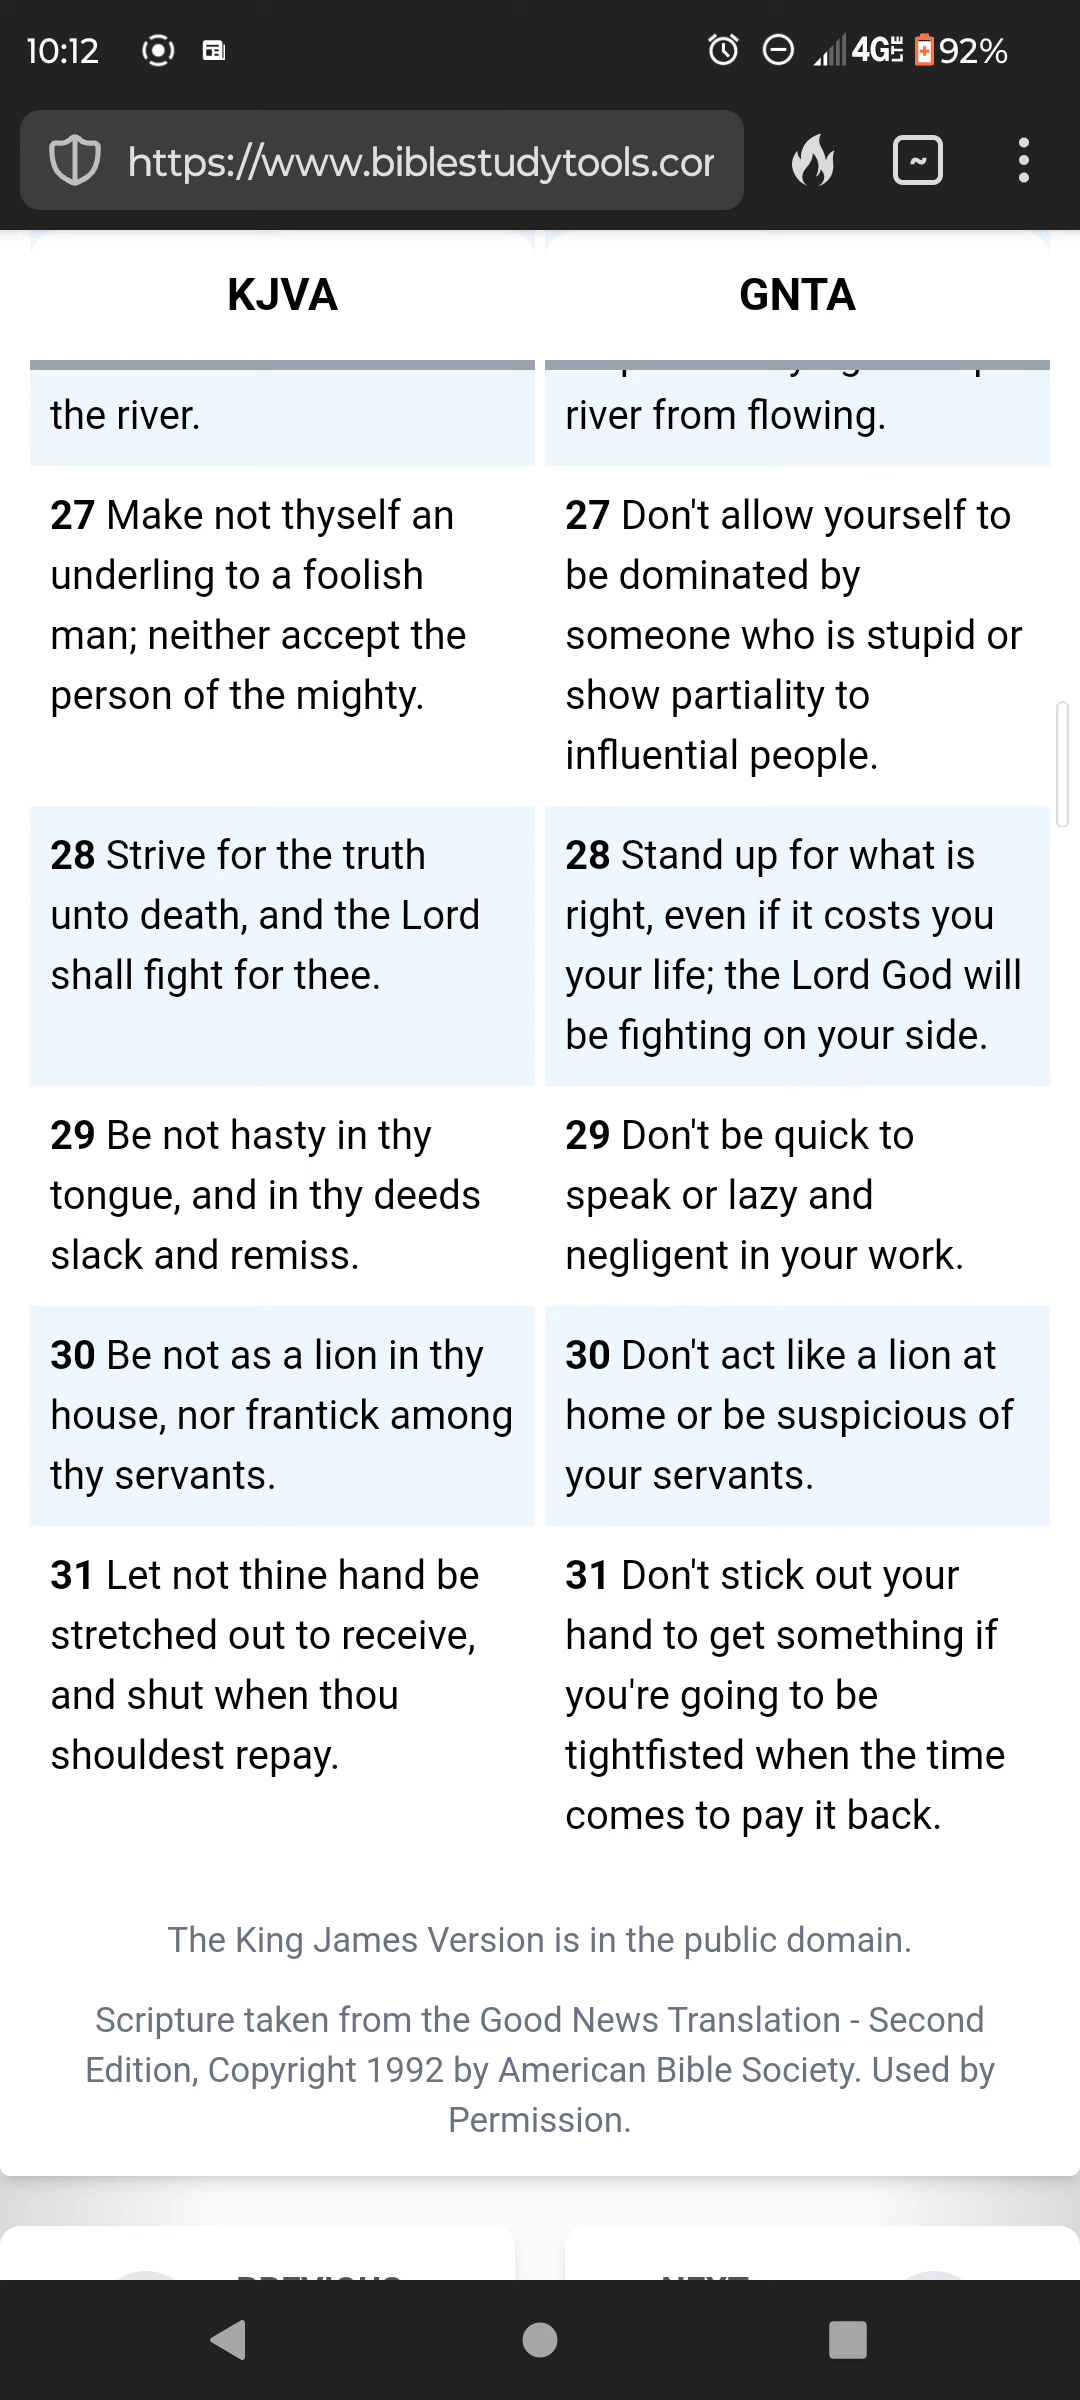 10:12
4G LTE 92%
https://www.biblestudytools.cor
KJVA
GNTA
the river.
river from flowing.
27 Make not thyself an
underling to a foolish
man; neither accept the
person of the mighty.
27 Don't allow yourself to
be dominated by
someone who is stupid or
show partiality to
influential people.
28 Strive for the truth
unto death, and the Lord
shall fight for thee.
28 Stand up for what is
right, even if it costs you
your life; the Lord God will
be fighting on your side.
29 Be not hasty in thy
tongue, and in thy deeds
slack and remiss.
29 Don't be quick to
speak or lazy and
negligent in your work.
30 Be not as a lion in thy
house, nor frantick among
thy servants.
30 Don't act like a lion at
home or be suspicious of
your servants.
31 Let not thine hand be
stretched out to receive,
and shut when thou
shouldest repay.
31 Don't stick out your
hand to get something if
you're going to be
tightfisted when the time
comes to pay it back.
The King James Version is in the public domain.
Scripture taken from the Good News Translation - Second
Edition, Copyright 1992 by American Bible Society. Used by
Permission.
PREVIOUS
NEXT